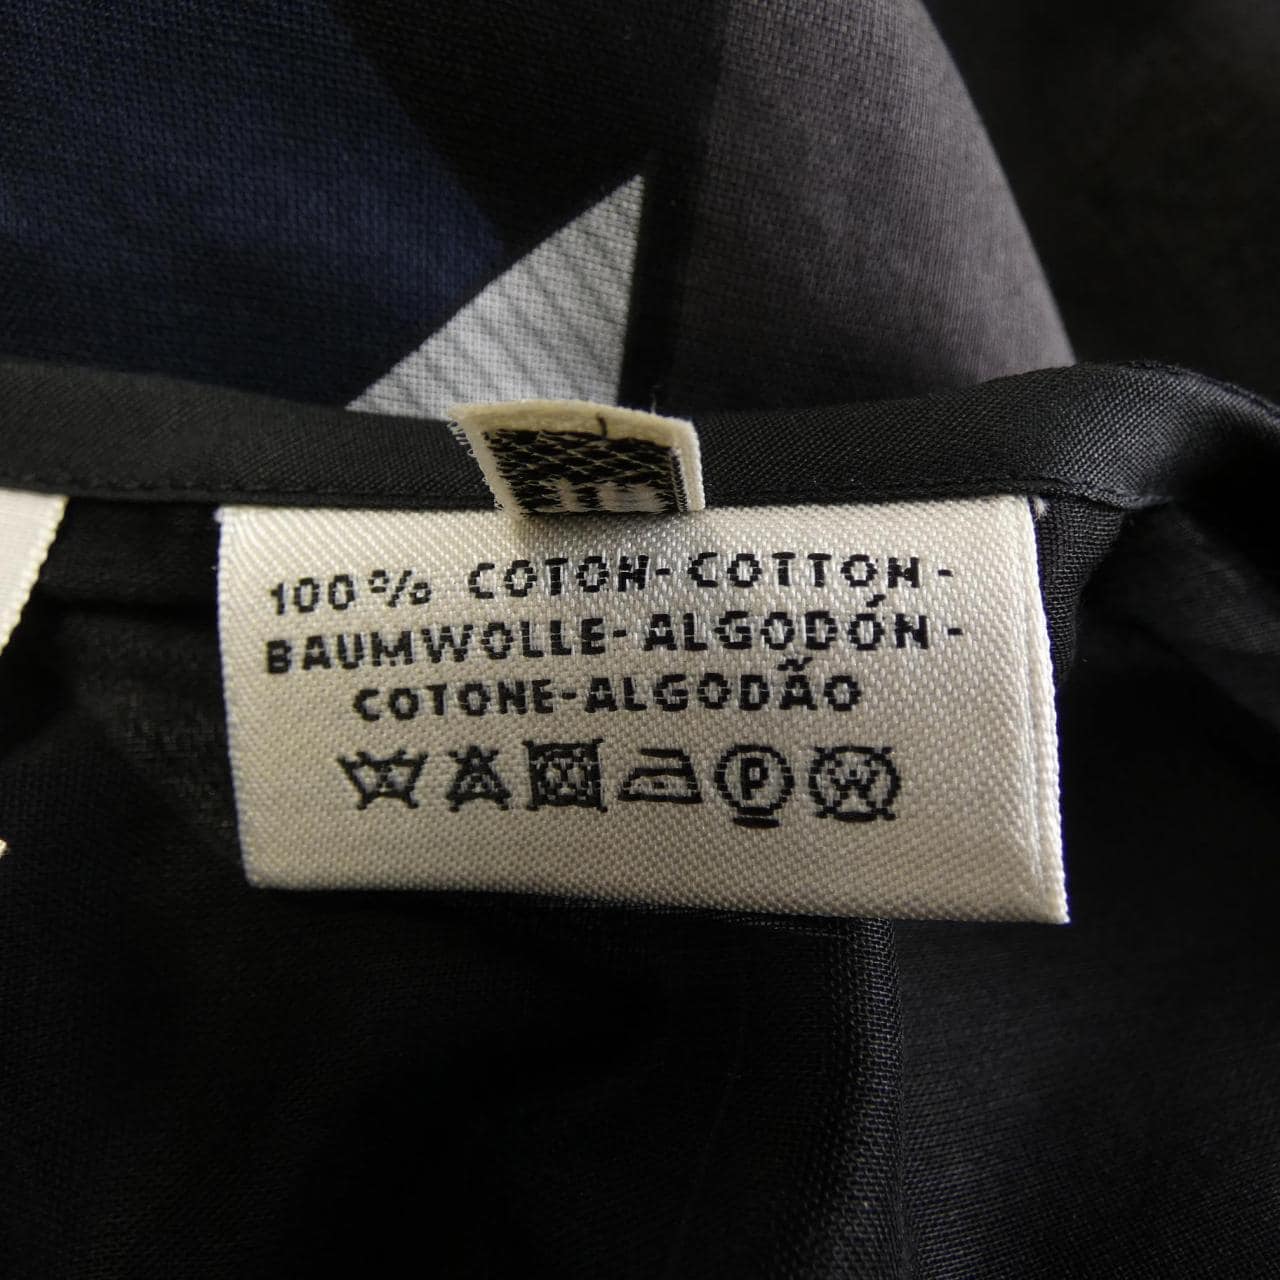 100% COTON-COTTON-
BAUMWOLLE-ALGODÓN-
COTONE-ALGODÃO
P W